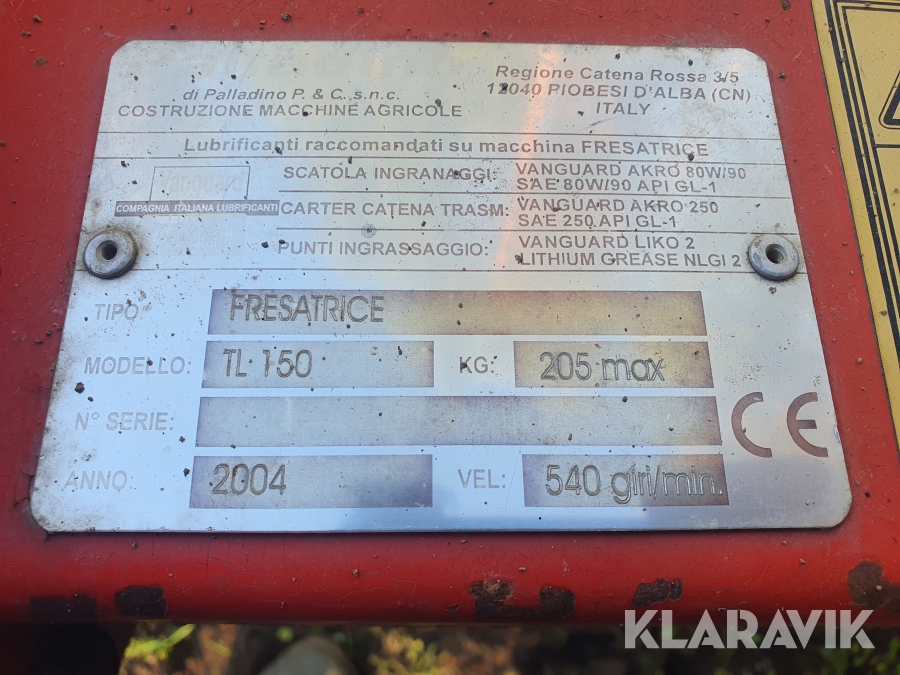 di Palladino P. & C. s.n.c.
COSTRUZIONE MACCHINE AGRICOLE
Regione Catena Rossa 3/5
12040 PIOBESI D'ALBA (CN)
ITALY
Lubrificanti raccomandati su macchina FRESATRICE
vanguard
COMPAGNIA ITALIANA LUBRIFICANTI
SCATOLA INGRANAGGI: VANGUARD AKRO 80W/90
SAE 80W/90 API GL-1
CARTER CATENA TRASM: VANGUARD AKRO 250
SAE 250 API GL-1
PUNTI INGRASSAGGIO: VANGUARD LIKO 2
LITHIUM GREASE NLGI 2
TIPO FRESATRICE
MODELLO: TL 150 KG: 205 max
N° SERIE:
CE
ANNO: 2004 VEL: 540 giri/min.
KLARAVIK